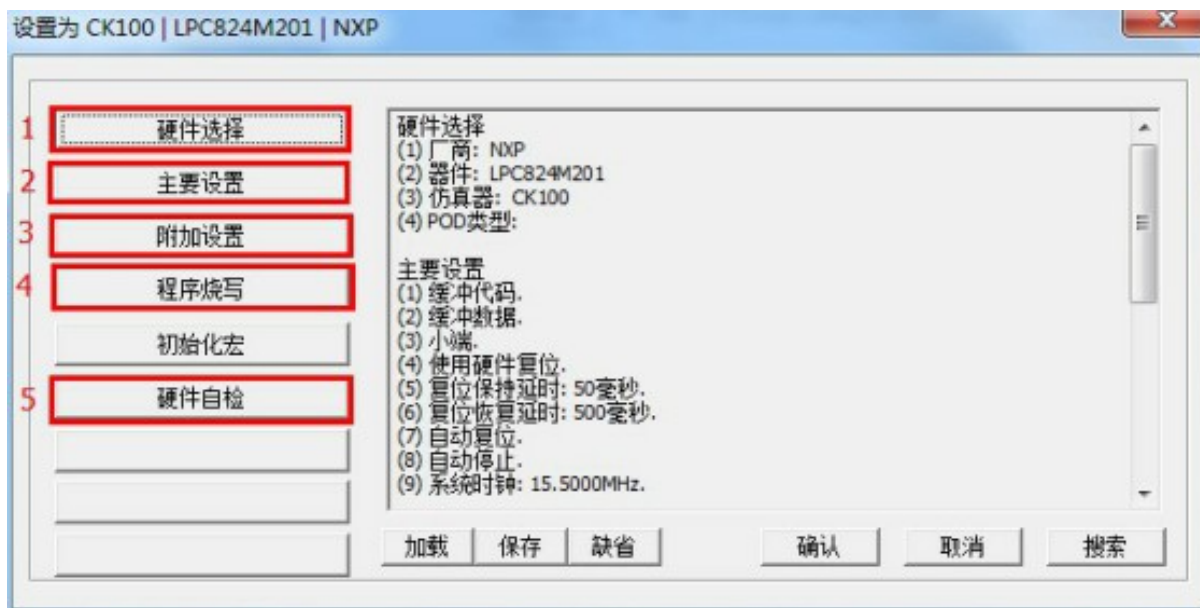 设置为 CK100 | LPC824M201 | NXP
1 硬件选择
2 主要设置
3 附加设置
4 程序烧写
初始化宏
5 硬件自检
硬件选择
(1) 厂商: NXP
(2) 器件: LPC824M201
(3) 仿真器: CK100
(4) POD类型:
主要设置
(1) 缓冲代码.
(2) 缓冲数据.
(3) 小端.
(4) 使用硬件复位.
(5) 复位保持延时: 50毫秒.
(6) 复位恢复延时: 500毫秒.
(7) 自动复位.
(8) 自动停止.
(9) 系统时钟: 15.5000MHz.
加载 保存 缺省 确认 取消 搜索